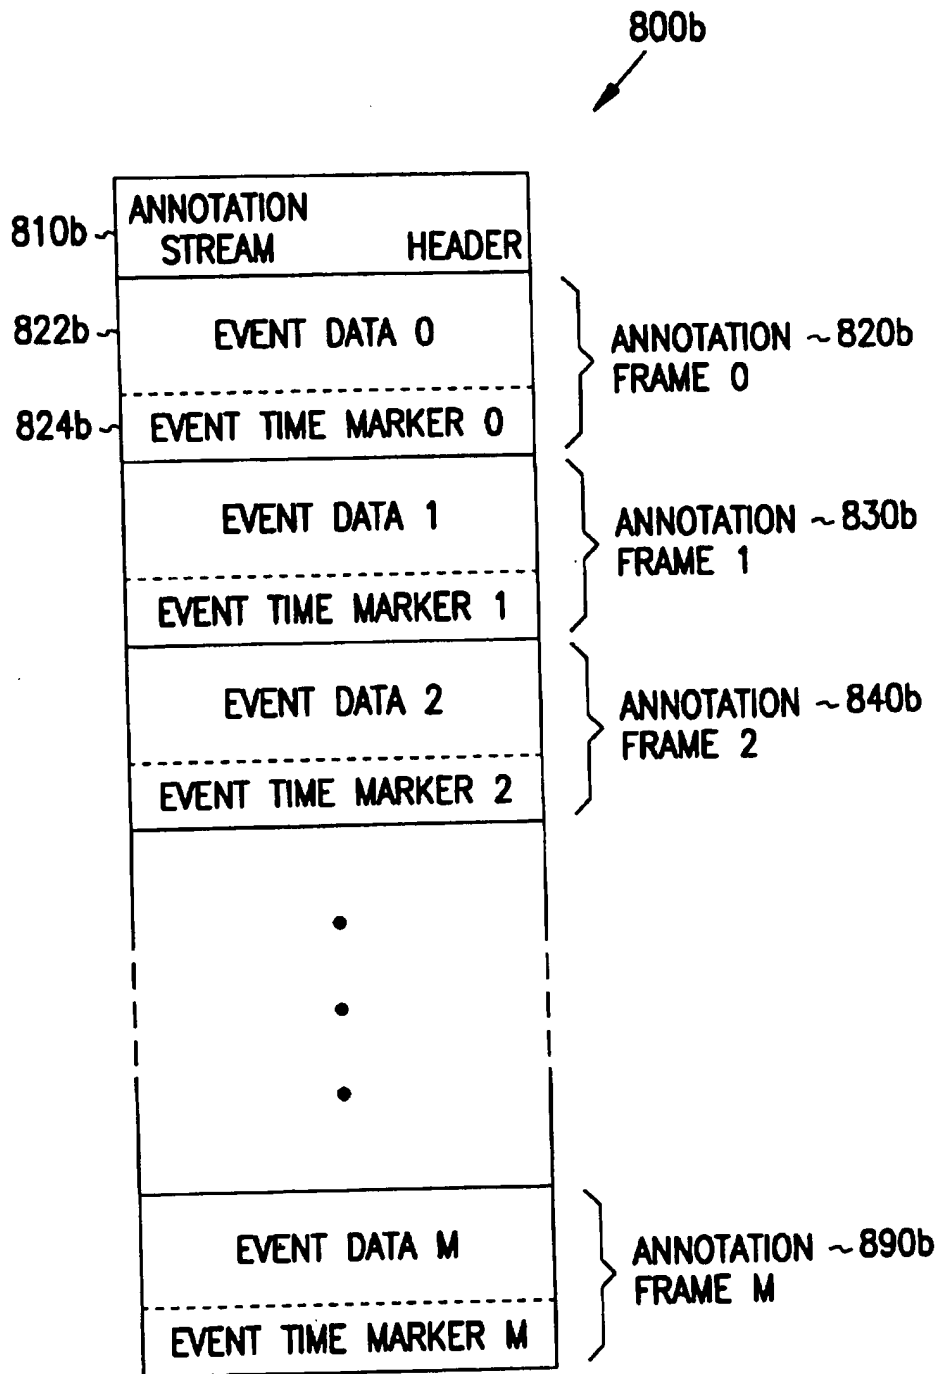 800b
810b
ANNOTATION
STREAM HEADER
822b
EVENT DATA 0
824b
EVENT TIME MARKER 0
ANNOTATION ~820b
FRAME 0
EVENT DATA 1
EVENT TIME MARKER 1
ANNOTATION ~830b
FRAME 1
EVENT DATA 2
EVENT TIME MARKER 2
ANNOTATION ~840b
FRAME 2
EVENT DATA M
EVENT TIME MARKER M
ANNOTATION ~890b
FRAME M